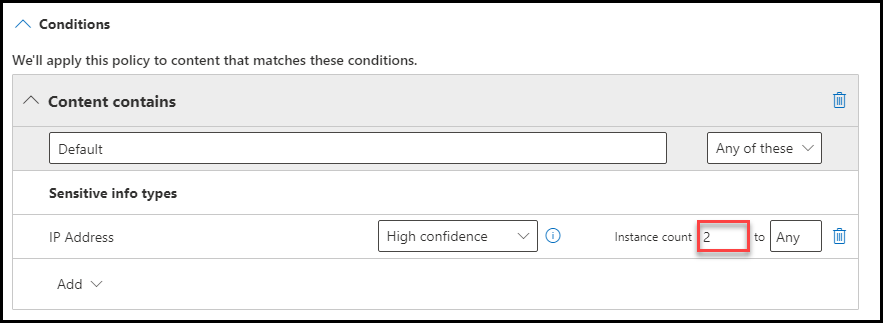 Conditions
We'll apply this policy to content that matches these conditions.
Content contains
Default Any of these
Sensitive info types
IP Address High confidence Instance count 2 to Any
Add